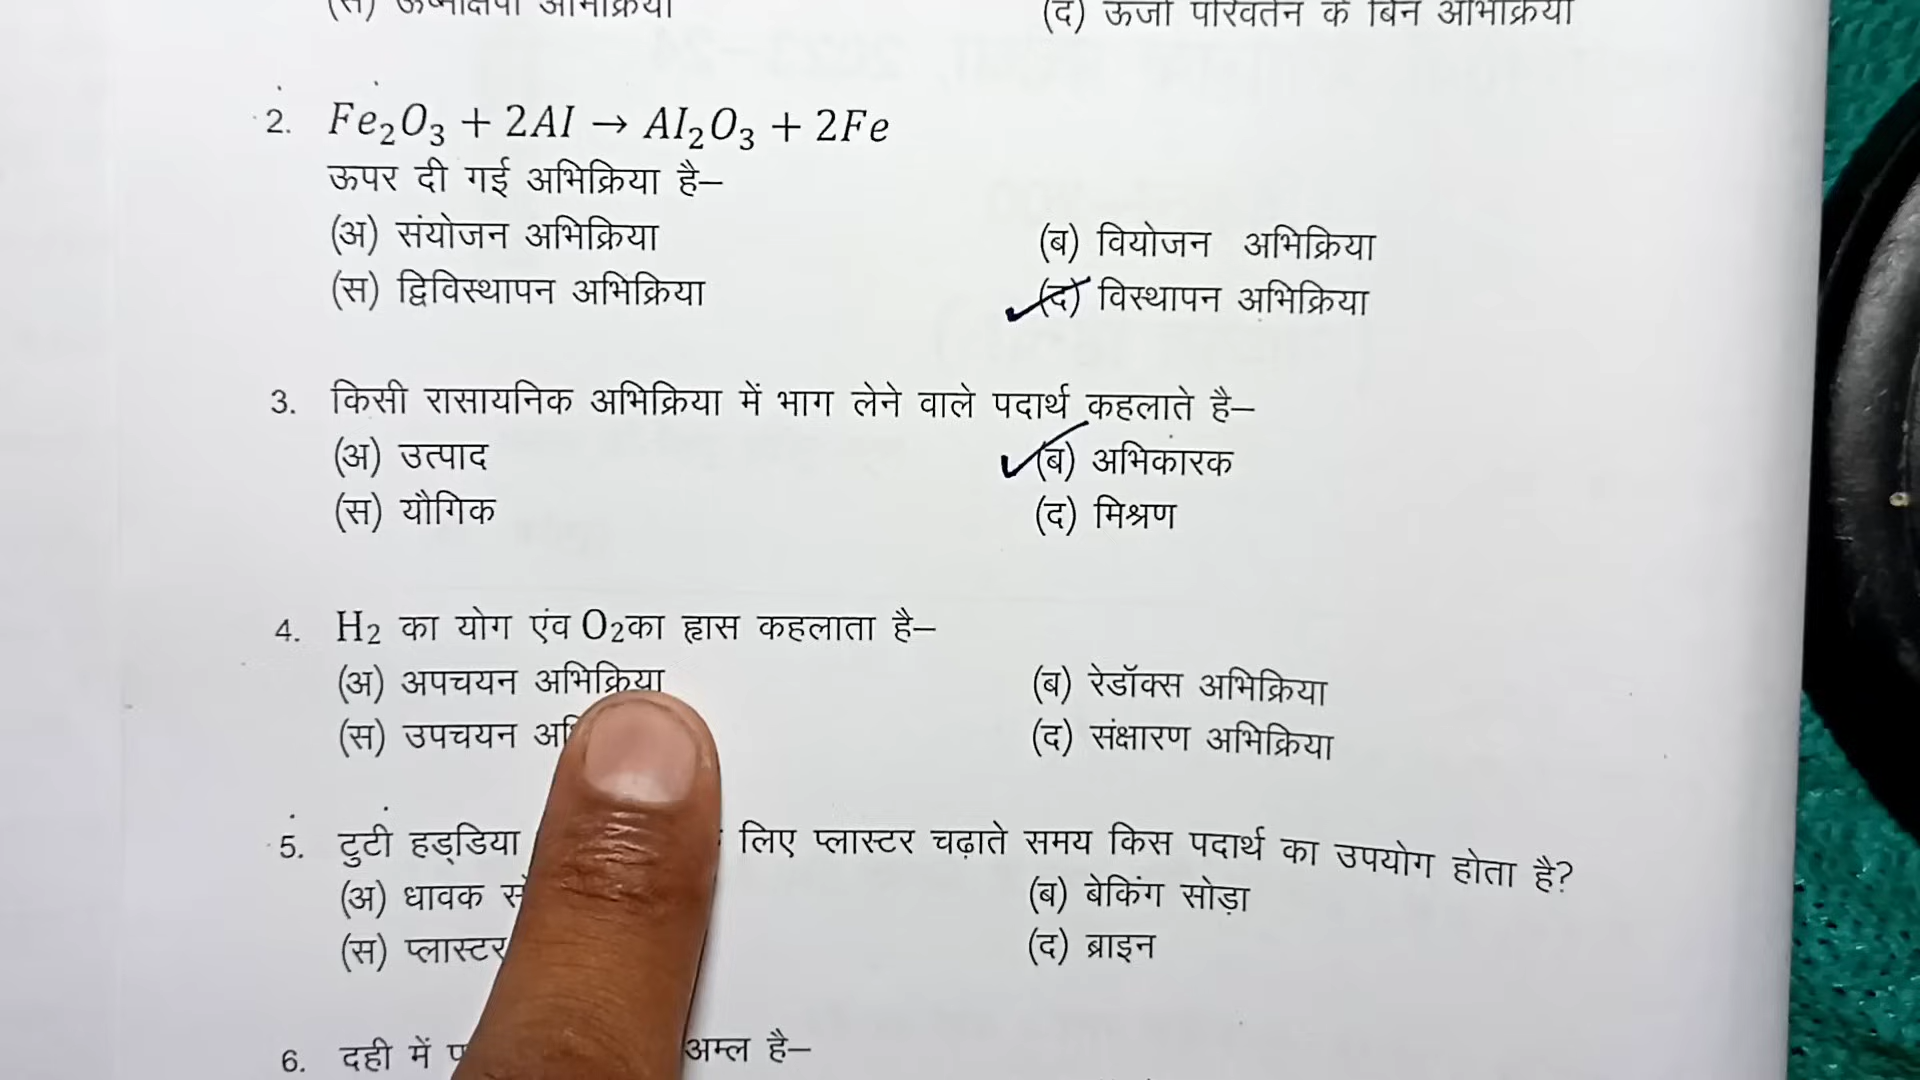 (स) ऊष्माक्षेपी अभिक्रिया (द) ऊर्जा परिवर्तन के बिन अभिक्रिया
2. Fe₂O₃ + 2AI → AI₂O₃ + 2Fe
ऊपर दी गई अभिक्रिया है–
(अ) संयोजन अभिक्रिया (ब) वियोजन अभिक्रिया
(स) द्विविस्थापन अभिक्रिया (द) विस्थापन अभिक्रिया
3. किसी रासायनिक अभिक्रिया में भाग लेने वाले पदार्थ कहलाते है–
(अ) उत्पाद (ब) अभिकारक
(स) यौगिक (द) मिश्रण
4. H₂ का योग एंव O₂का ह्रास कहलाता है–
(अ) अपचयन अभिक्रिया (ब) रेडॉक्स अभिक्रिया
(स) उपचयन (द) संक्षारण अभिक्रिया
5. टुटी हड्डिया लिए प्लास्टर चढ़ाते समय किस पदार्थ का उपयोग होता है?
(अ) धावक (ब) बेकिंग सोड़ा
(स) प्लास्टर (द) ब्राइन
6. दही में अम्ल है–